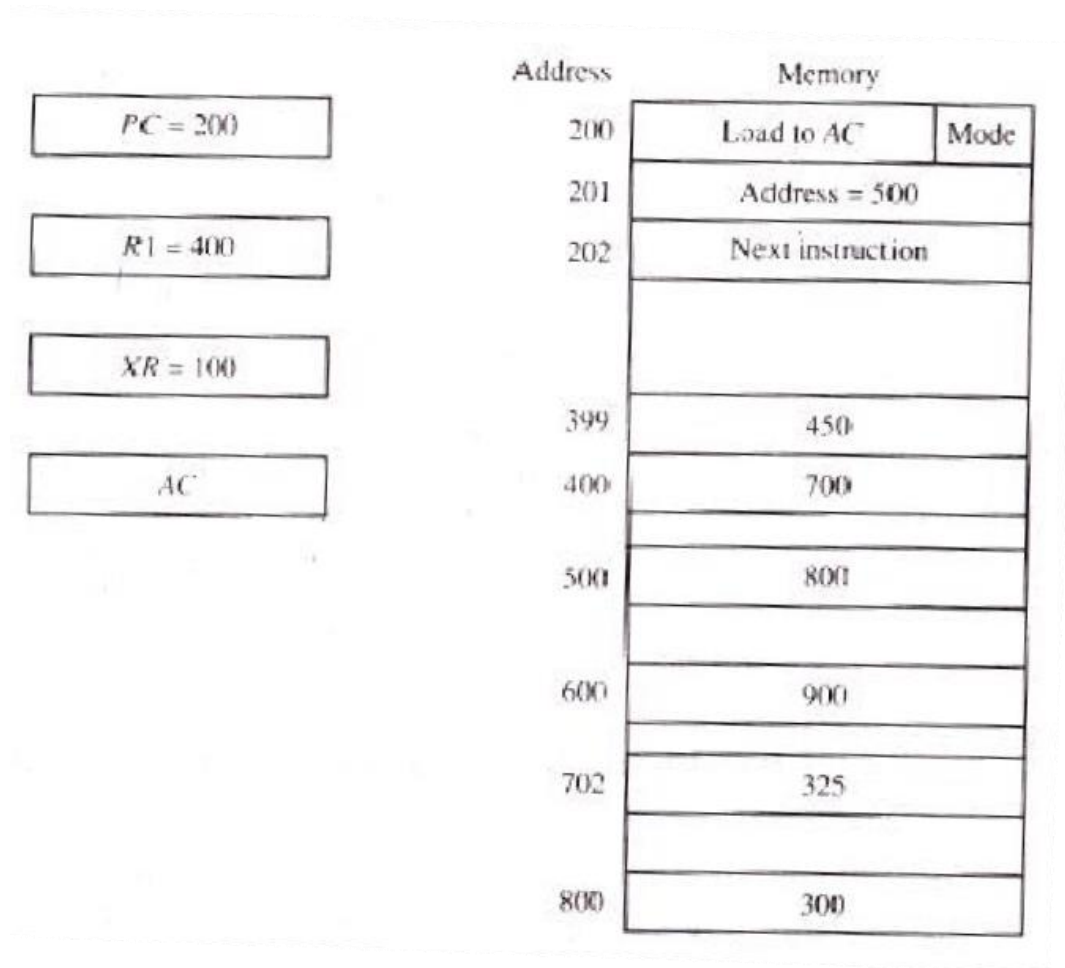 Address Memory
PC = 200
200 Load to AC Mode
201 Address = 500
R1 = 400
202 Next instruction
XR = 100
399 450
AC
400 700
500 800
600 900
702 325
800 300